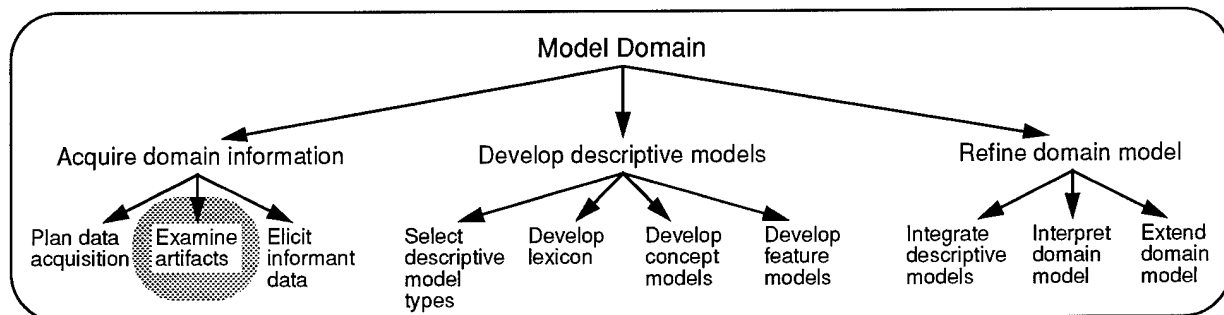 Model Domain
Acquire domain information
Develop descriptive models
Refine domain model
Plan data
acquisition
Examine
artifacts
Elicit
informant
data
Select
descriptive
model
types
Develop
lexicon
Develop
concept
models
Develop
feature
models
Integrate
descriptive
models
Interpret
domain
model
Extend
domain
model